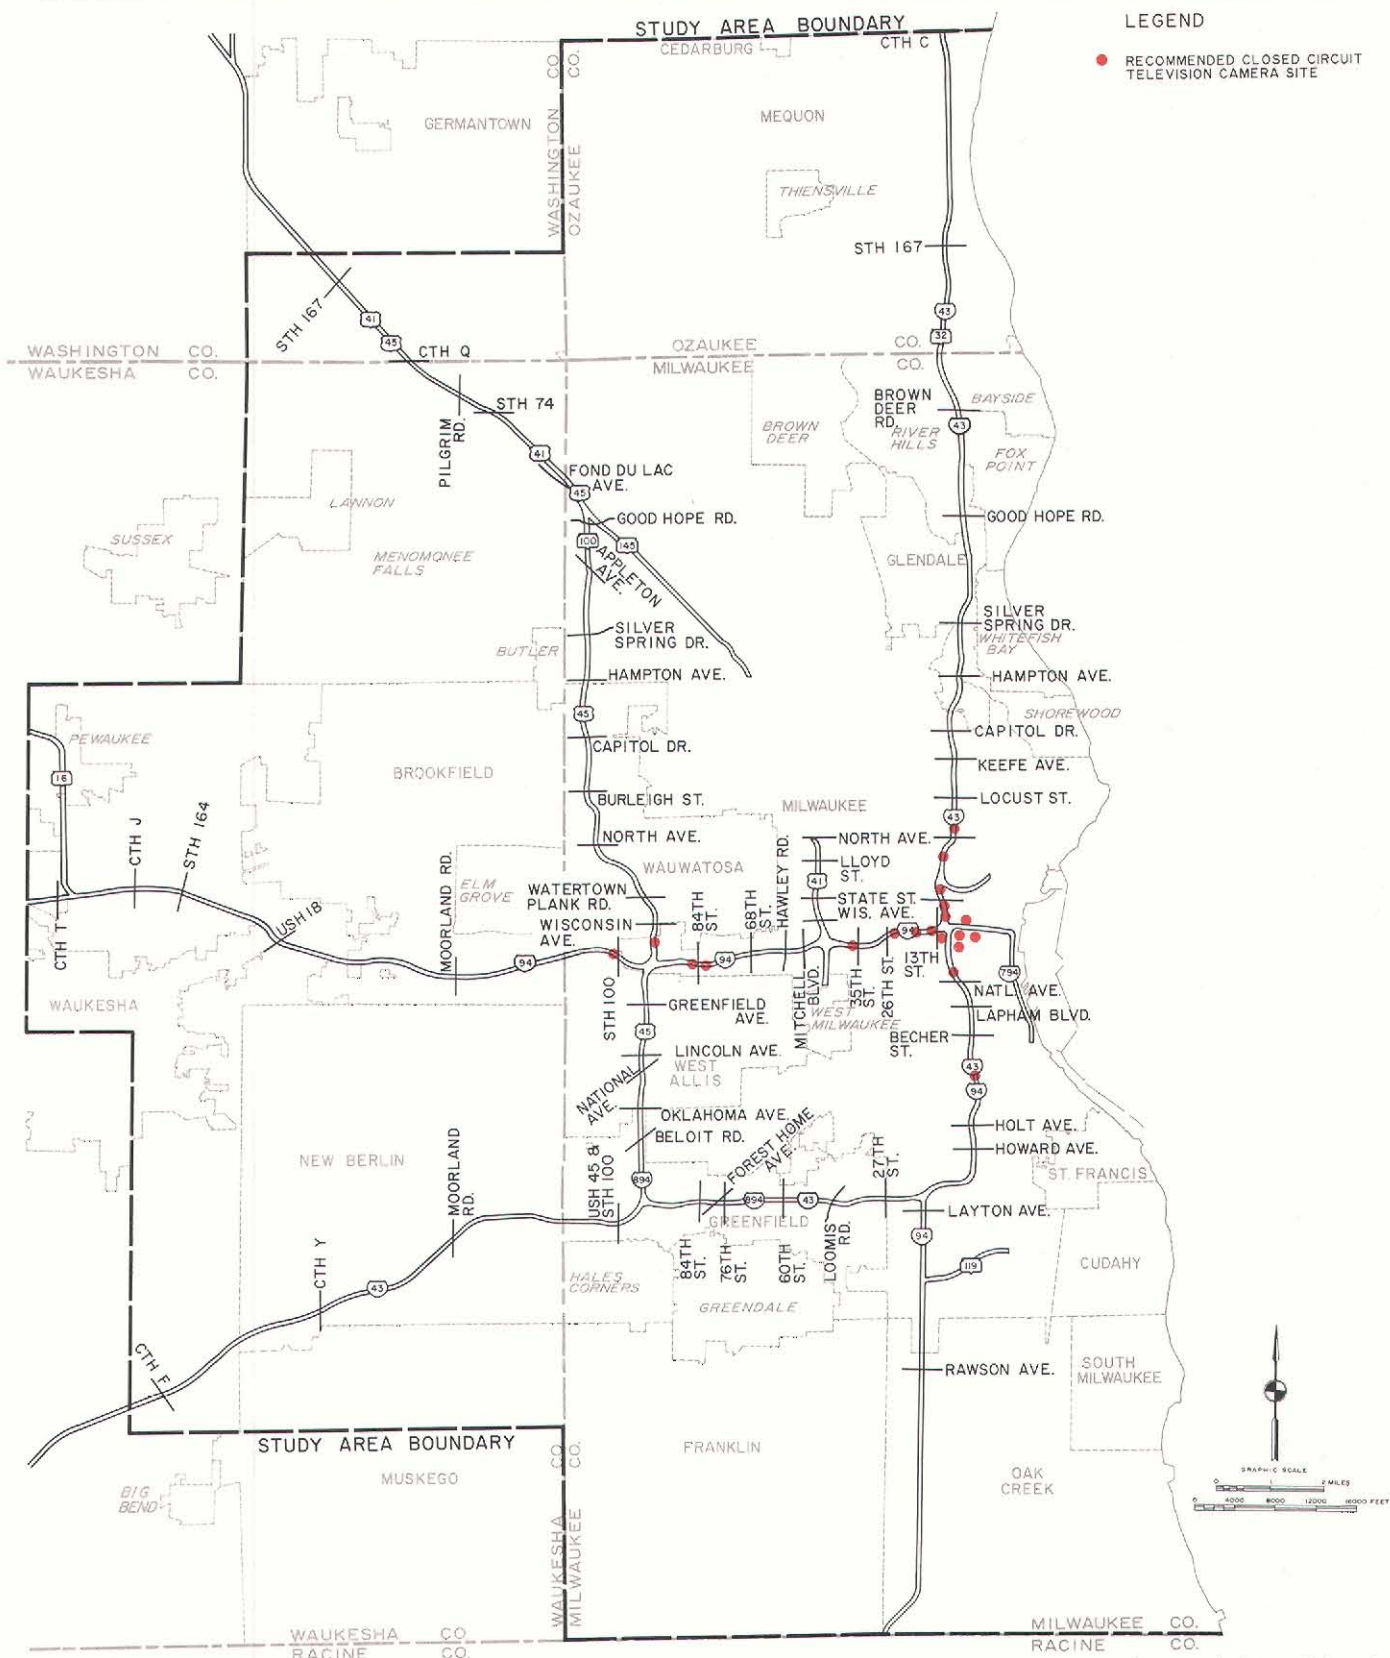 STUDY AREA BOUNDARY
LEGEND
RECOMMENDED CLOSED CIRCUIT
TELEVISION CAMERA SITE
CEDARBURG
CTH C
CO.
CO.
WASHINGTON
OZAUKEE
GERMANTOWN
MEQUON
THIENSVILLE
STH 167
STH 167
41
45
43
32
WASHINGTON CO.
WAUKESHA CO.
CTH Q
OZAUKEE CO.
MILWAUKEE CO.
STH 74
PILGRIM
RD.
41
BROWN
DEER
RD.
BAYSIDE
BROWN
DEER
RIVER
HILLS
43
FOX
POINT
FOND DU LAC
AVE.
45
GOOD HOPE RD.
GOOD HOPE RD.
LANNON
SUSSEX
MENOMONEE
FALLS
100
145
APPLETON
AVE.
GLENDALE
SILVER
SPRING DR.
SILVER
SPRING DR.
WHITEFISH
BAY
BUTLER
HAMPTON AVE.
HAMPTON AVE.
45
SHOREWOOD
CAPITOL DR.
CAPITOL DR.
PEWAUKEE
16
BROOKFIELD
KEEFE AVE.
BURLEIGH ST.
MILWAUKEE
LOCUST ST.
43
CTH J
STH 164
NORTH AVE.
NORTH AVE.
WAUWATOSA
HAWLEY RD.
LLOYD
ST.
41
MOORLAND RD.
ELM
GROVE
WATERTOWN
PLANK RD.
84TH
ST.
68TH
ST.
STATE ST.
WIS. AVE.
WISCONSIN
AVE.
USH 18
CTH T
94
94
94
13TH
ST.
794
WAUKESHA
STH 100
MITCHELL
BLVD.
35TH
ST.
26TH ST.
NATL. AVE.
GREENFIELD
AVE.
WEST
MILWAUKEE
LAPHAM BLVD.
45
BECHER
ST.
LINCOLN AVE.
WEST
ALLIS
43
94
NATIONAL
AVE.
OKLAHOMA AVE.
HOLT AVE.
BELOIT RD.
HOWARD AVE.
NEW BERLIN
MOORLAND
RD.
USH 45 &
STH 100
FOREST HOME
AVE.
27TH
ST.
ST. FRANCIS
894
894
43
GREENFIELD
LOOMIS
RD.
LAYTON AVE.
94
CTH Y
43
84TH
ST.
76TH
ST.
60TH
ST.
119
CUDAHY
HALES
CORNERS
GREENDALE
CTH F
RAWSON AVE.
SOUTH
MILWAUKEE
STUDY AREA BOUNDARY
CO.
CO.
FRANKLIN
MUSKEGO
OAK
CREEK
BIG
BEND
WAUKESHA
MILWAUKEE
GRAPHIC SCALE
0 2 MILES
0 4000 8000 12000 16000 FEET
WAUKESHA CO
RACINE CO.
MILWAUKEE CO.
RACINE CO.